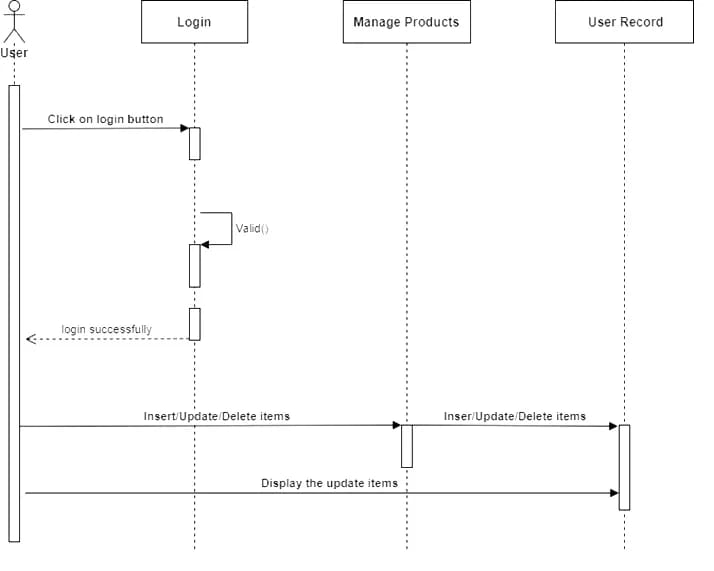 Login
Manage Products
User Record
User
Click on login button
Valid()
login successfully
Insert/Update/Delete items
Inser/Update/Delete items
Display the update items